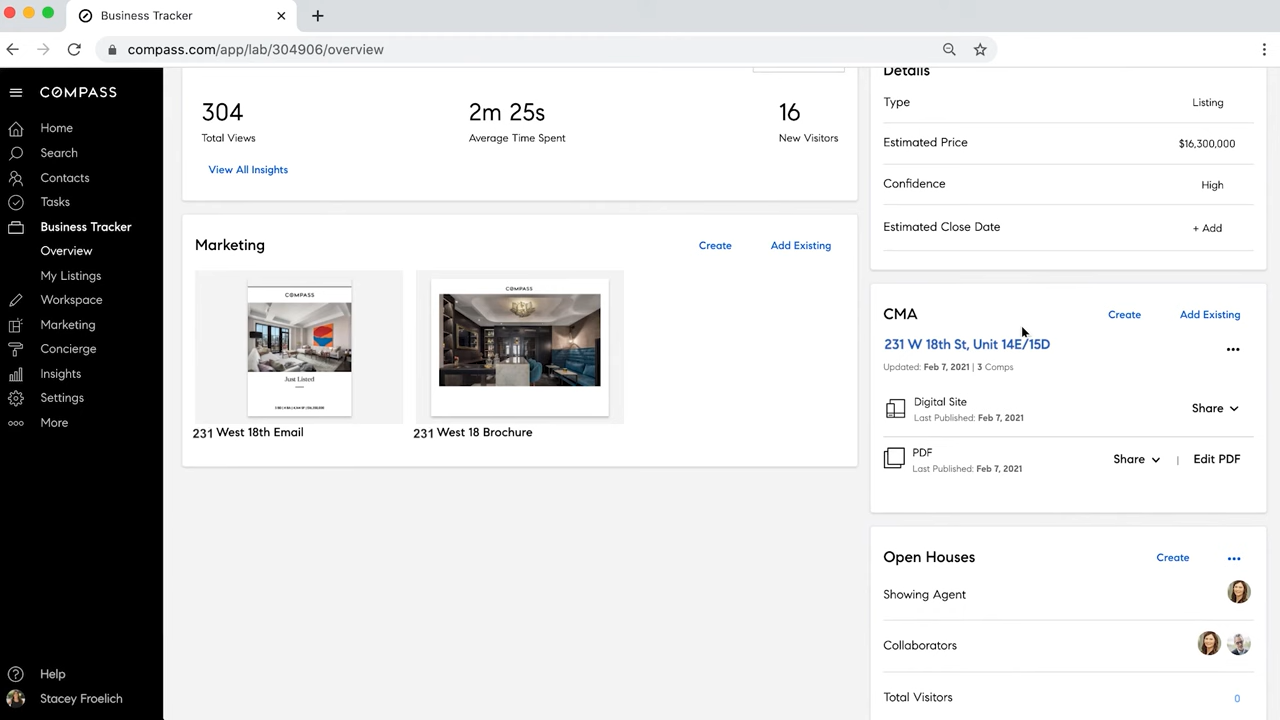 Business Tracker
compass.com/app/lab/304906/overview
COMPASS
Home
Search
Contacts
Tasks
Business Tracker
Overview
My Listings
Workspace
Marketing
Concierge
Insights
Settings
More
Help
Stacey Froelich
304
Total Views
2m 25s
Average Time Spent
16
New Visitors
View All Insights
Marketing
Create
Add Existing
COMPASS
Just Listed
231 West 18th Email
COMPASS
231 West 18 Brochure
Details
Type Listing
Estimated Price $16,300,000
Confidence High
Estimated Close Date + Add
CMA Create Add Existing
231 W 18th St, Unit 14E/15D
Updated: Feb 7, 2021 | 3 Comps
Digital Site
Last Published: Feb 7, 2021
Share
PDF
Last Published: Feb 7, 2021
Share | Edit PDF
Open Houses Create
Showing Agent
Collaborators
Total Visitors 0